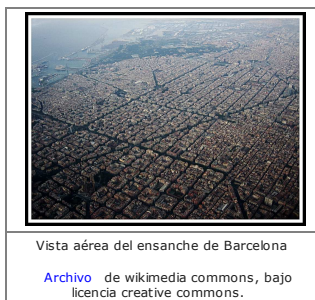 Vista aérea del ensanche de Barcelona
Archivo de wikimedia commons, bajo
licencia creative commons.